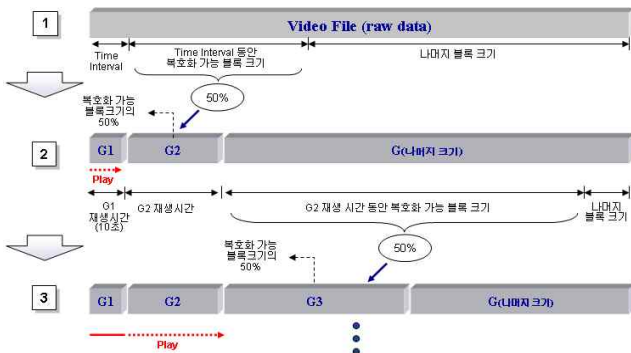 1
Video File (raw data)
Time
Interval
Time Interval 동안
복호화 가능 블록 크기
나머지 블록 크기
50%
복호화 가능
블록크기의
50%
2
G1
G2
G(나머지 크기)
Play
G1
재생시간
(10초)
G2 재생시간
G2 재생 시간 동안 복호화 가능 블록 크기
나머지
블록 크기
50%
복호화 가능
블록크기의
50%
3
G1
G2
G3
G(나머지 크기)
Play